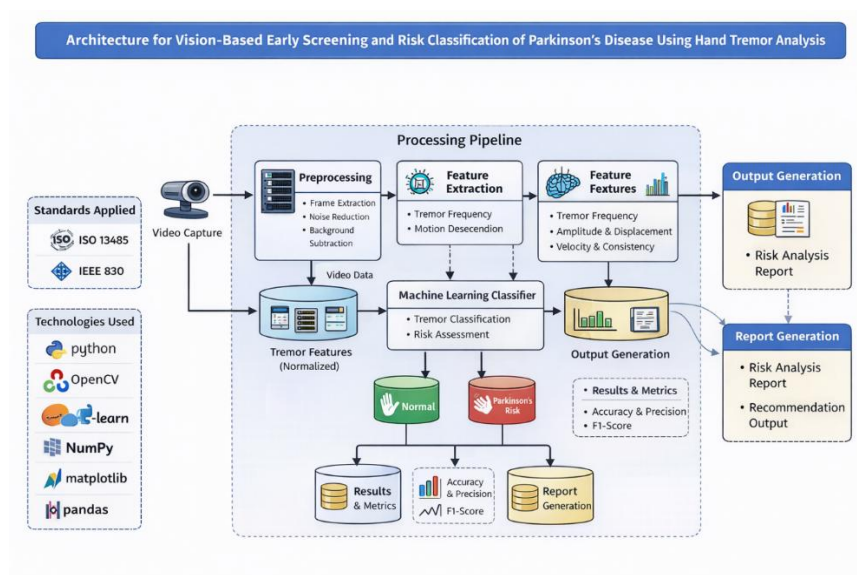 Architecture for Vision-Based Early Screening and Risk Classification of Parkinson's Disease Using Hand Tremor Analysis
Processing Pipeline
Standards Applied
ISO
ISO 13485
IEEE 830
Technologies Used
python
OpenCV
-learn
NumPy
matplotlib
pandas
Video Capture
Preprocessing
• Frame Extraction
• Noise Reduction
• Background
Subtraction
Feature
Extraction
• Tremor Frequency
• Motion Desecendion
Feature
Fextures
• Tremor Frequency
• Amplitude & Displacement
• Velocity & Consistency
Output Generation
• Risk Analysis
Report
Video Data
Tremor Features
(Normalized)
Machine Learning Classifier
• Tremor Classification
• Risk Assessment
Output Generation
Report Generation
• Risk Analysis
Report
• Recommendation
Output
Normal
Parkinson's
Risk
• Results & Metrics
• Accuracy & Precision
• F1-Score
Results
& Metrics
Accuracy
& Precision
F1-Score
Report
Generation